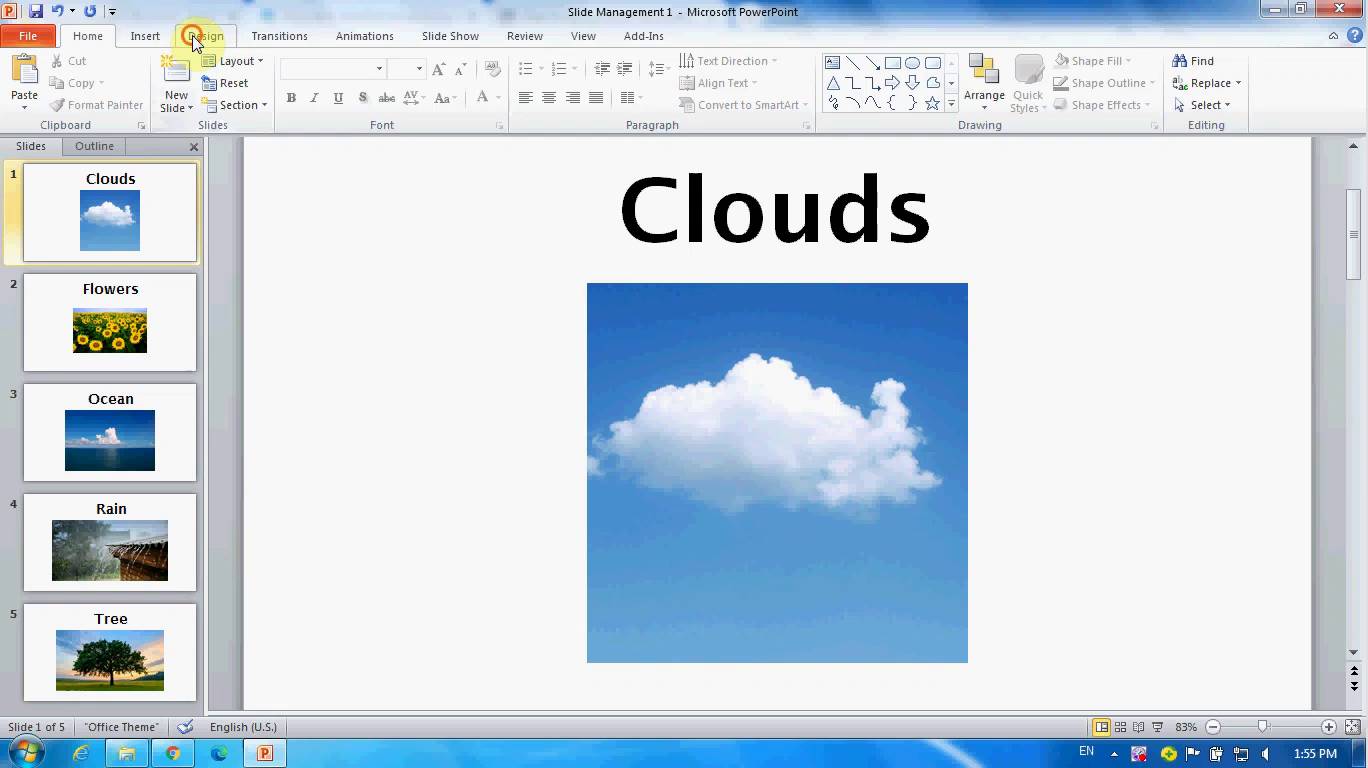 Slide Management 1 - Microsoft PowerPoint
File Home Insert Design Transitions Animations Slide Show Review View Add-Ins
Paste
Cut
Copy
Format Painter
Clipboard
New
Slide
Layout
Reset
Section
Slides
B I U S abc AV Aa A
Font
Text Direction
Align Text
Convert to SmartArt
Paragraph
Arrange
Quick
Styles
Shape Fill
Shape Outline
Shape Effects
Drawing
Find
Replace
Select
Editing
Slides Outline
1
Clouds
2
Flowers
3
Ocean
4
Rain
5
Tree
Clouds
Slide 1 of 5 "Office Theme" English (U.S.) 83%
EN 1:55 PM